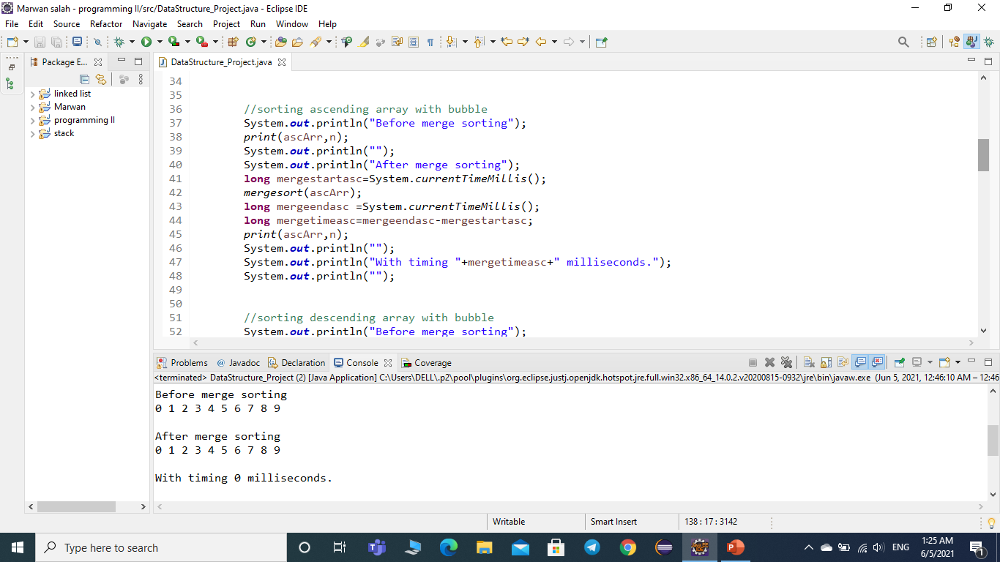 Marwan salah - programming ll/src/DataStructure_Project.java - Eclipse IDE
File Edit Source Refactor Navigate Search Project Run Window Help
Package E...
linked list
Marwan
programming ll
stack
DataStructure_Project.java
34
35
36 //sorting ascending array with bubble
37 System.out.println("Before merge sorting");
38 print(ascArr,n);
39 System.out.println("");
40 System.out.println("After merge sorting");
41 long mergestartasc=System.currentTimeMillis();
42 mergesort(ascArr);
43 long mergeendasc =System.currentTimeMillis();
44 long mergetimeasc=mergeendasc-mergestartasc;
45 print(ascArr,n);
46 System.out.println("");
47 System.out.println("With timing "+mergetimeasc+" milliseconds.");
48 System.out.println("");
49
50
51 //sorting descending array with bubble
52 System.out.println("Before merge sorting");
Problems @ Javadoc Declaration Console Coverage
<terminated> DataStructure_Project (2) [Java Application] C:\Users\DELL\.p2\pool\plugins\org.eclipse.justj.openjdk.hotspot.jre.full.win32.x86_64_14.0.2.v20200815-0932\jre\bin\javaw.exe (Jun 5, 2021, 12:46:10 AM – 12:46
Before merge sorting
0 1 2 3 4 5 6 7 8 9
After merge sorting
0 1 2 3 4 5 6 7 8 9
With timing 0 milliseconds.
Writable Smart Insert 138 : 17 : 3142
Type here to search
ENG
1:25 AM
6/5/2021
1